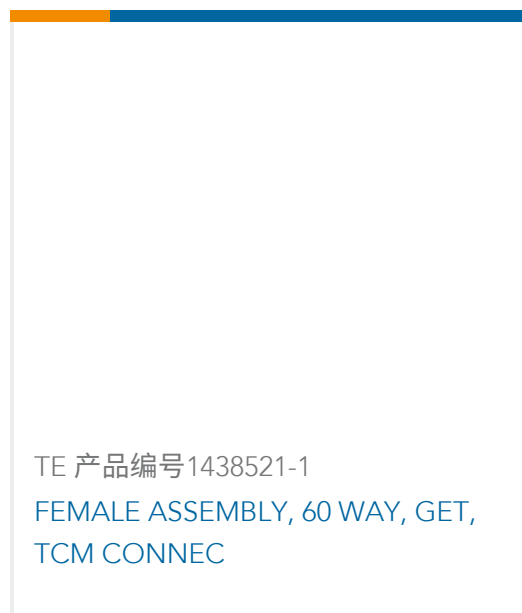 TE 产品编号1438521-1
FEMALE ASSEMBLY, 60 WAY, GET,
TCM CONNEC